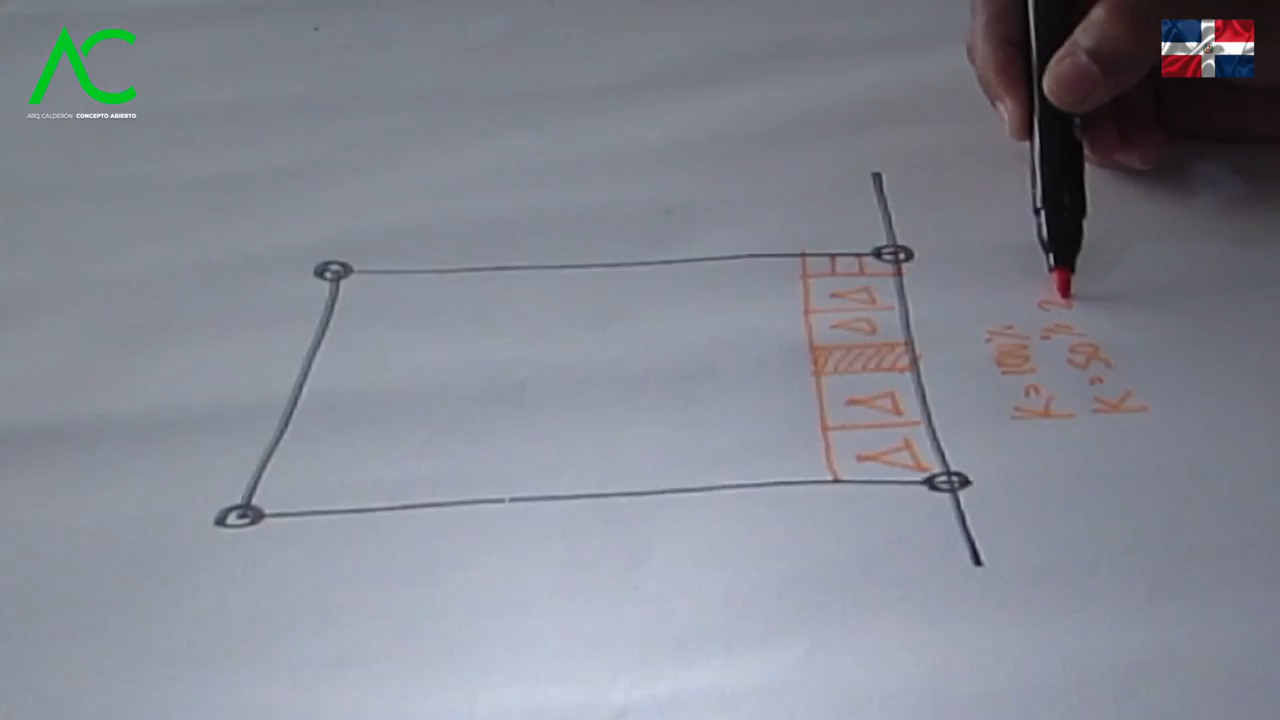 AC
ARQ. CALDERÓN CONCEPTO ABIERTO
K = 100%
K = 50%